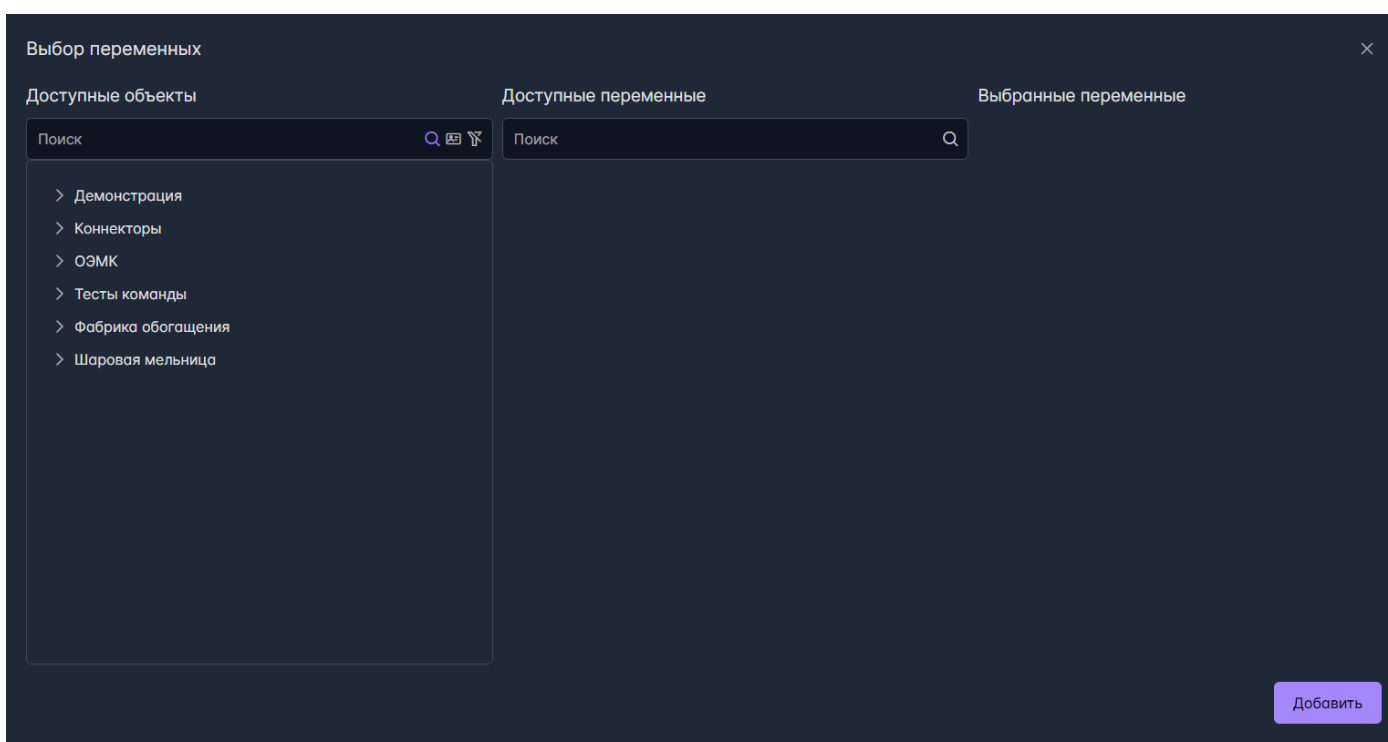 Выбор переменных
Доступные объекты
Доступные переменные
Выбранные переменные
Поиск
Поиск
Демонстрация
Коннекторы
ОЭМК
Тесты команды
Фабрика обогащения
Шаровая мельница
Добавить